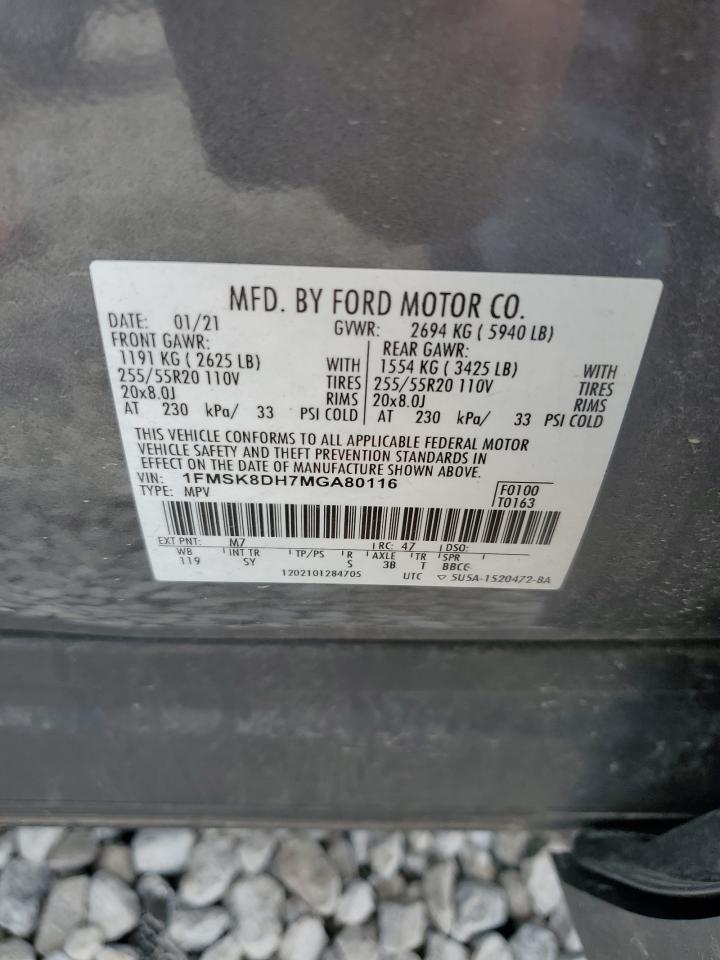 MFD. BY FORD MOTOR CO.
DATE: 01/21 GVWR: 2694 KG ( 5940 LB)
FRONT GAWR: REAR GAWR:
1191 KG ( 2625 LB) WITH 1554 KG ( 3425 LB) WITH
255/55R20 110V TIRES 255/55R20 110V TIRES
20x8.0J RIMS 20x8.0J RIMS
AT 230 kPa/ 33 PSI COLD AT 230 kPa/ 33 PSI COLD
THIS VEHICLE CONFORMS TO ALL APPLICABLE FEDERAL MOTOR
VEHICLE SAFETY AND THEFT PREVENTION STANDARDS IN
EFFECT ON THE DATE OF MANUFACTURE SHOWN ABOVE.
VIN: 1FMSK8DH7MGA80116
TYPE: MPV F0100
T0163
EXT PNT: M7 RC: 47 DSO:
WB INT TR TP/PS R AXLE TR SPR
119 SY S 3B T BBCC
1202101284705 UTC ▽ 5U5A-1520472-BA